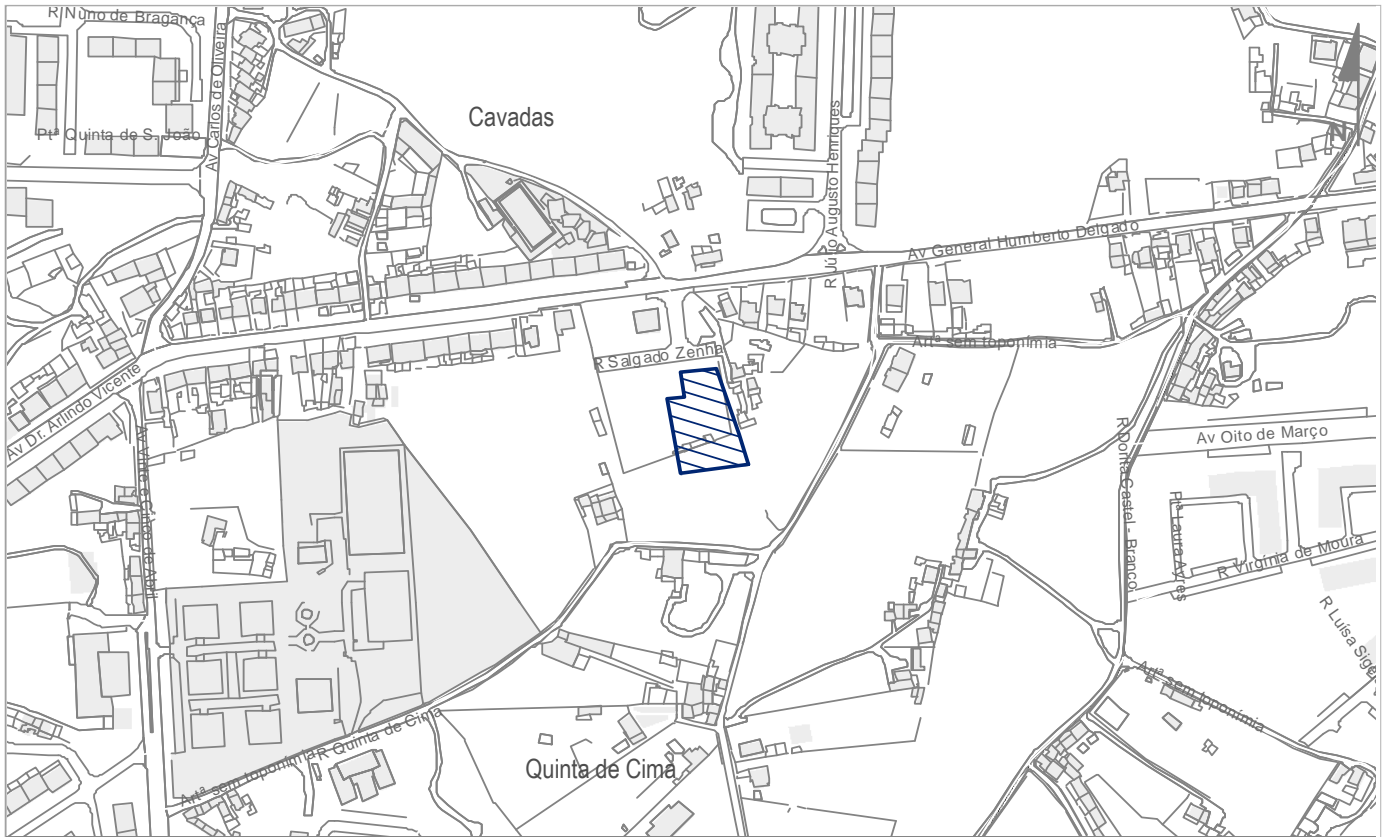 R Nuno de Bragança
Av Carlos de Oliveira
Ptª Quinta de S. João
Cavadas
R Júlio Augusto Henriques
N
Av General Humberto Delgado
Artª sem toponímia
R Salgado Zenha
Av Dr. Arlindo Vicente
Av Vinte e Cinco de Abril
R Dorita Castel - Branco
Av Oito de Março
Ptª Laura Ayres
R Virgínia de Moura
R Luísa Sige
Artª sem toponímia
Artª sem toponímia
R Quinta de Cima
Quinta de Cima